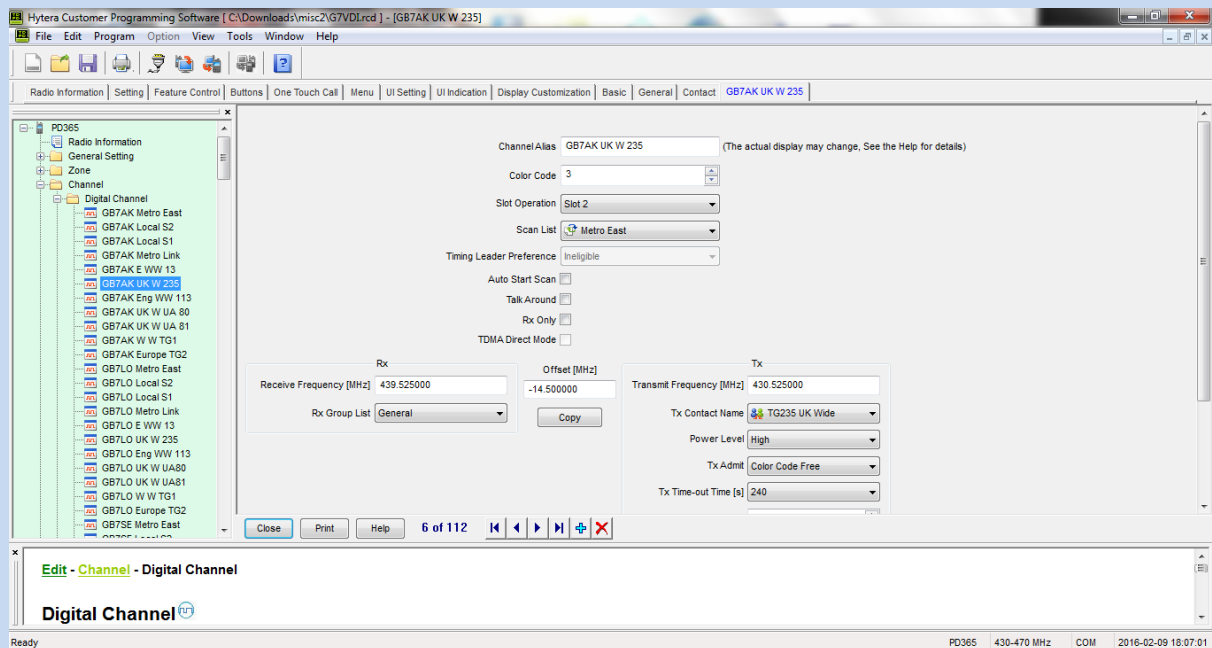 Hytera Customer Programming Software [ C:\Downloads\misc2\G7VDI.rcd ] - [GB7AK UK W 235]
File Edit Program Option View Tools Window Help
Radio Information Setting Feature Control Buttons One Touch Call Menu UI Setting UI Indication Display Customization Basic General Contact GB7AK UK W 235
PD365
Radio Information
General Setting
Zone
Channel
Digital Channel
GB7AK Metro East
GB7AK Local S2
GB7AK Local S1
GB7AK Metro Link
GB7AK E WW 13
GB7AK UK W 235
GB7AK Eng WW 113
GB7AK UK W UA 80
GB7AK UK W UA 81
GB7AK W W TG1
GB7AK Europe TG2
GB7LO Metro East
GB7LO Local S2
GB7LO Local S1
GB7LO Metro Link
GB7LO E WW 13
GB7LO UK W 235
GB7LO Eng WW 113
GB7LO UK W UA80
GB7LO UK W UA81
GB7LO W W TG1
GB7LO Europe TG2
GB7SE Metro East
Channel Alias GB7AK UK W 235 (The actual display may change, See the Help for details)
Color Code 3
Slot Operation Slot 2
Scan List Metro East
Timing Leader Preference Ineligible
Auto Start Scan
Talk Around
Rx Only
TDMA Direct Mode
Rx
Receive Frequency [MHz] 439.525000
Rx Group List General
Offset [MHz]
-14.500000
Copy
Tx
Transmit Frequency [MHz] 430.525000
Tx Contact Name TG235 UK Wide
Power Level High
Tx Admit Color Code Free
Tx Time-out Time [s] 240
Close Print Help 6 of 112
Edit - Channel - Digital Channel
Digital Channel
Ready PD365 430-470 MHz COM 2016-02-09 18:07:01